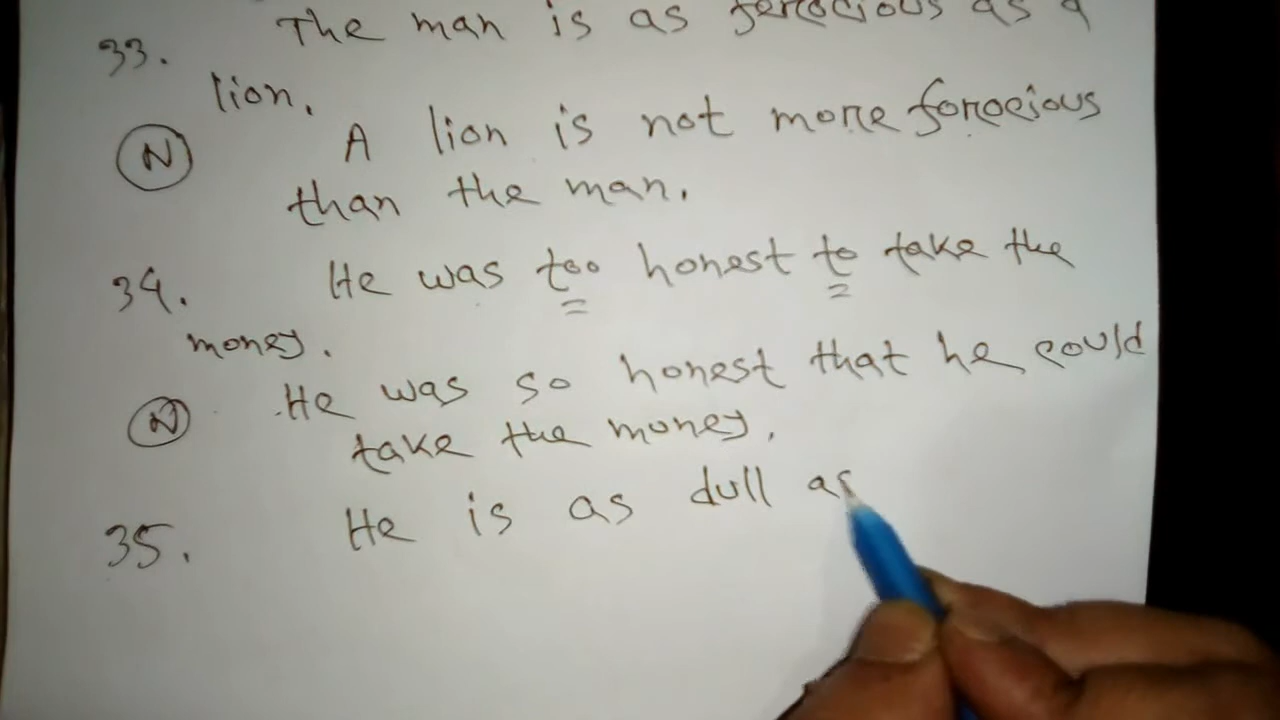 33. The man is as ferocious as a
lion.
N A lion is not more ferocious
than the man.
34. He was too honest to take the
money.
N He was so honest that he could
take the money.
35. He is as dull as